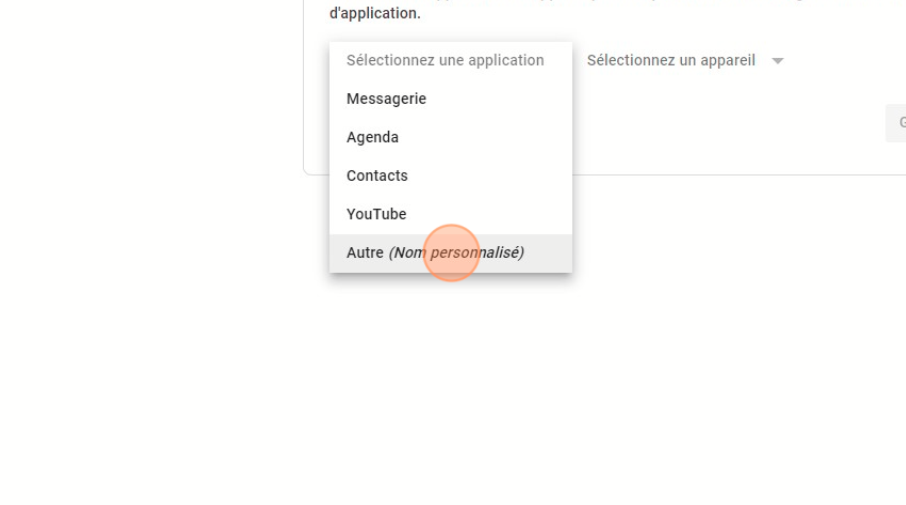 d'application.
Sélectionnez une application
Sélectionnez un appareil
Messagerie
Agenda
Contacts
YouTube
Autre (Nom personnalisé)
G